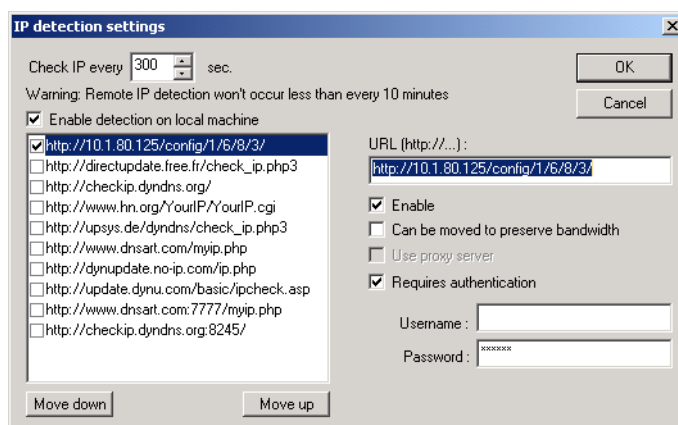 IP detection settings
Check IP every 300 sec.
Warning: Remote IP detection won't occur less than every 10 minutes
OK
Cancel
Enable detection on local machine
http://10.1.80.125/config/1/6/8/3/
http://directupdate.free.fr/check_ip.php3
http://checkip.dyndns.org/
http://www.hn.org/YourIP/YourIP.cgi
http://upsys.de/dyndns/check_ip.php3
http://www.dnsart.com/myip.php
http://dynupdate.no-ip.com/ip.php
http://update.dynu.com/basic/ipcheck.asp
http://www.dnsart.com:7777/myip.php
http://checkip.dyndns.org:8245/
Move down
Move up
URL (http://...) :
http://10.1.80.125/config/1/6/8/3/
Enable
Can be moved to preserve bandwidth
Use proxy server
Requires authentication
Username :
Password : ******